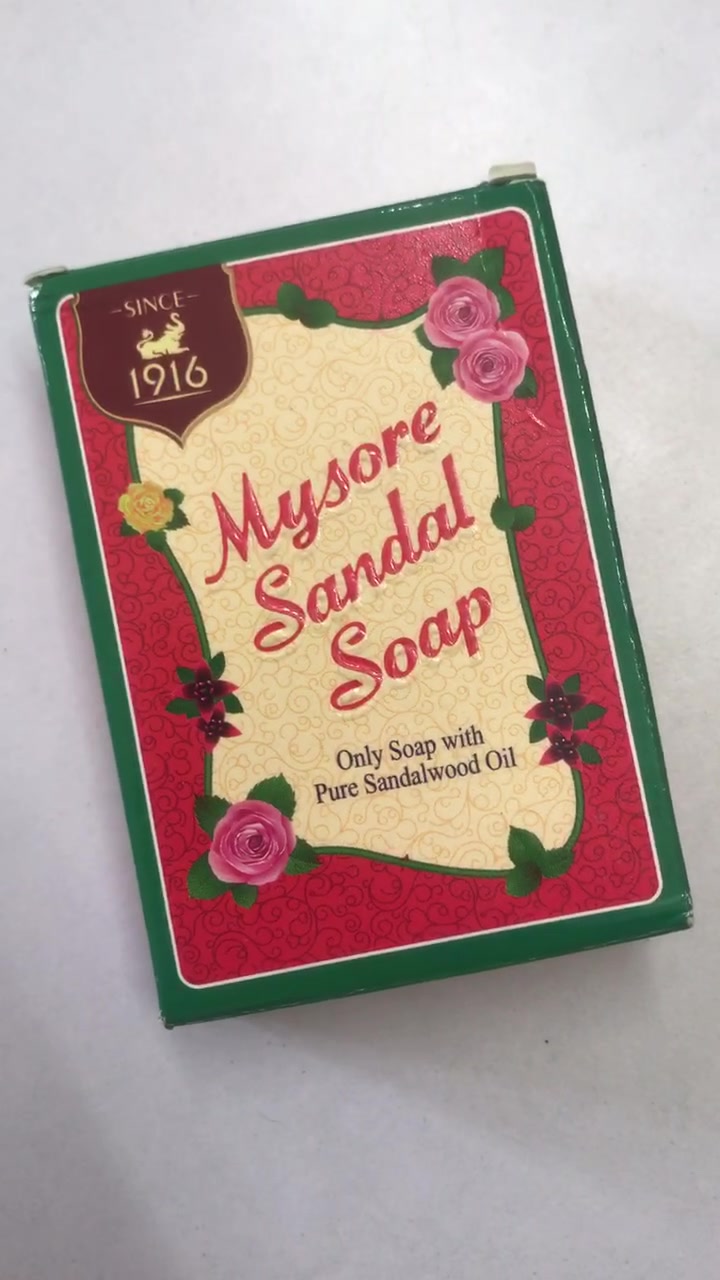 -SINCE-
1916
Mysore
Sandal
Soap
Only Soap with
Pure Sandalwood Oil